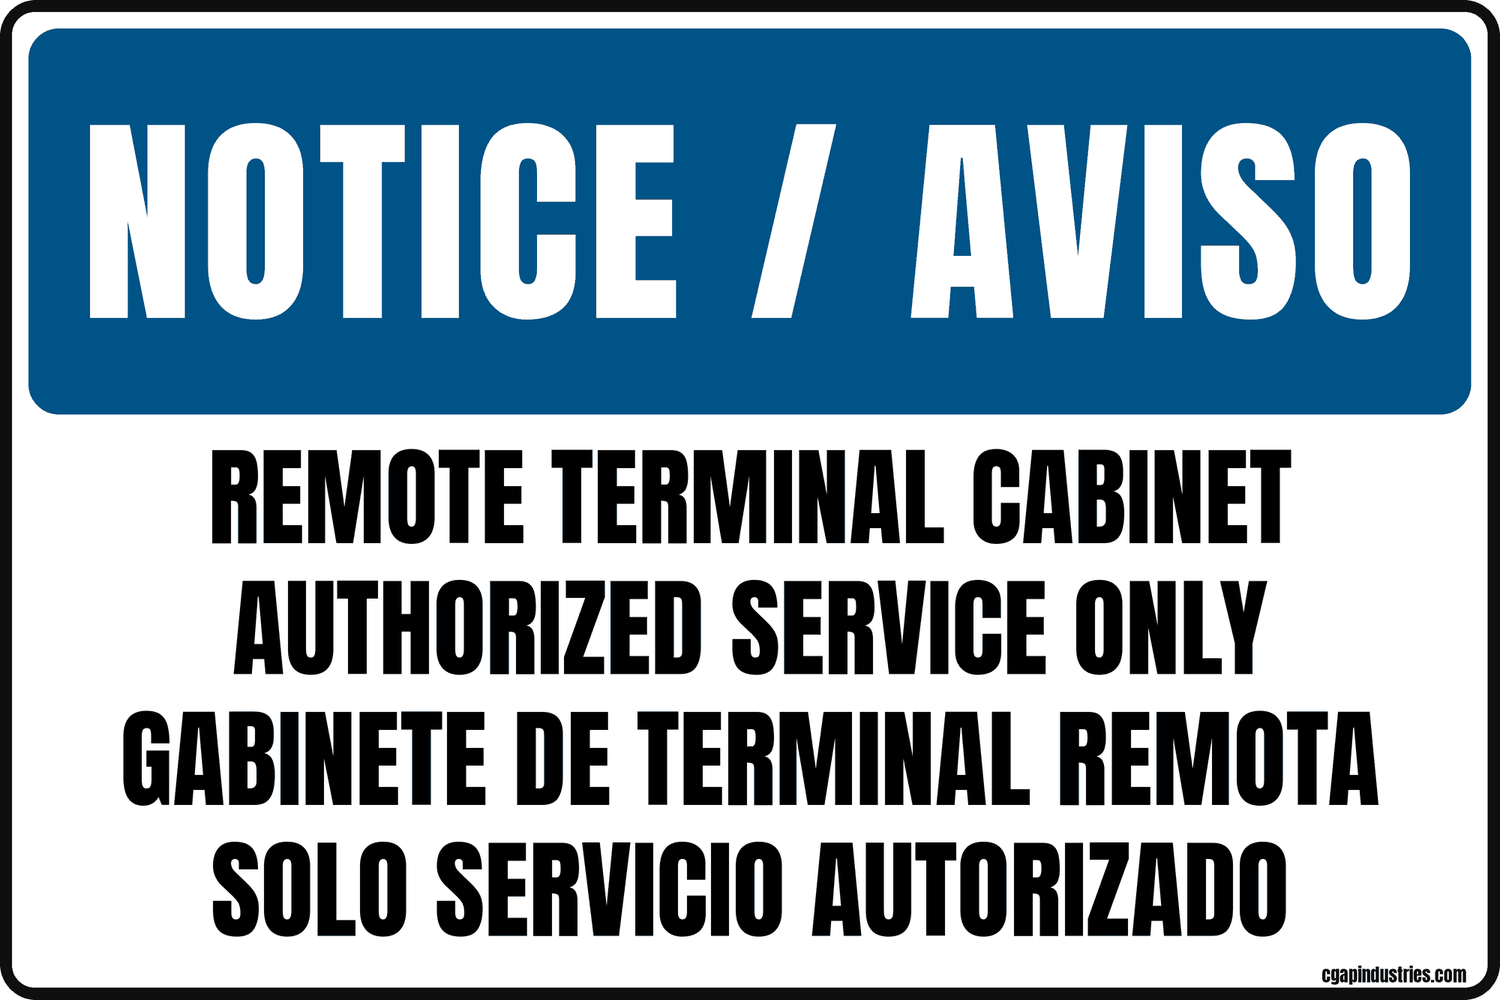 NOTICE / AVISO
REMOTE TERMINAL CABINET
AUTHORIZED SERVICE ONLY
GABINETE DE TERMINAL REMOTA
SOLO SERVICIO AUTORIZADO
cgapindustries.com